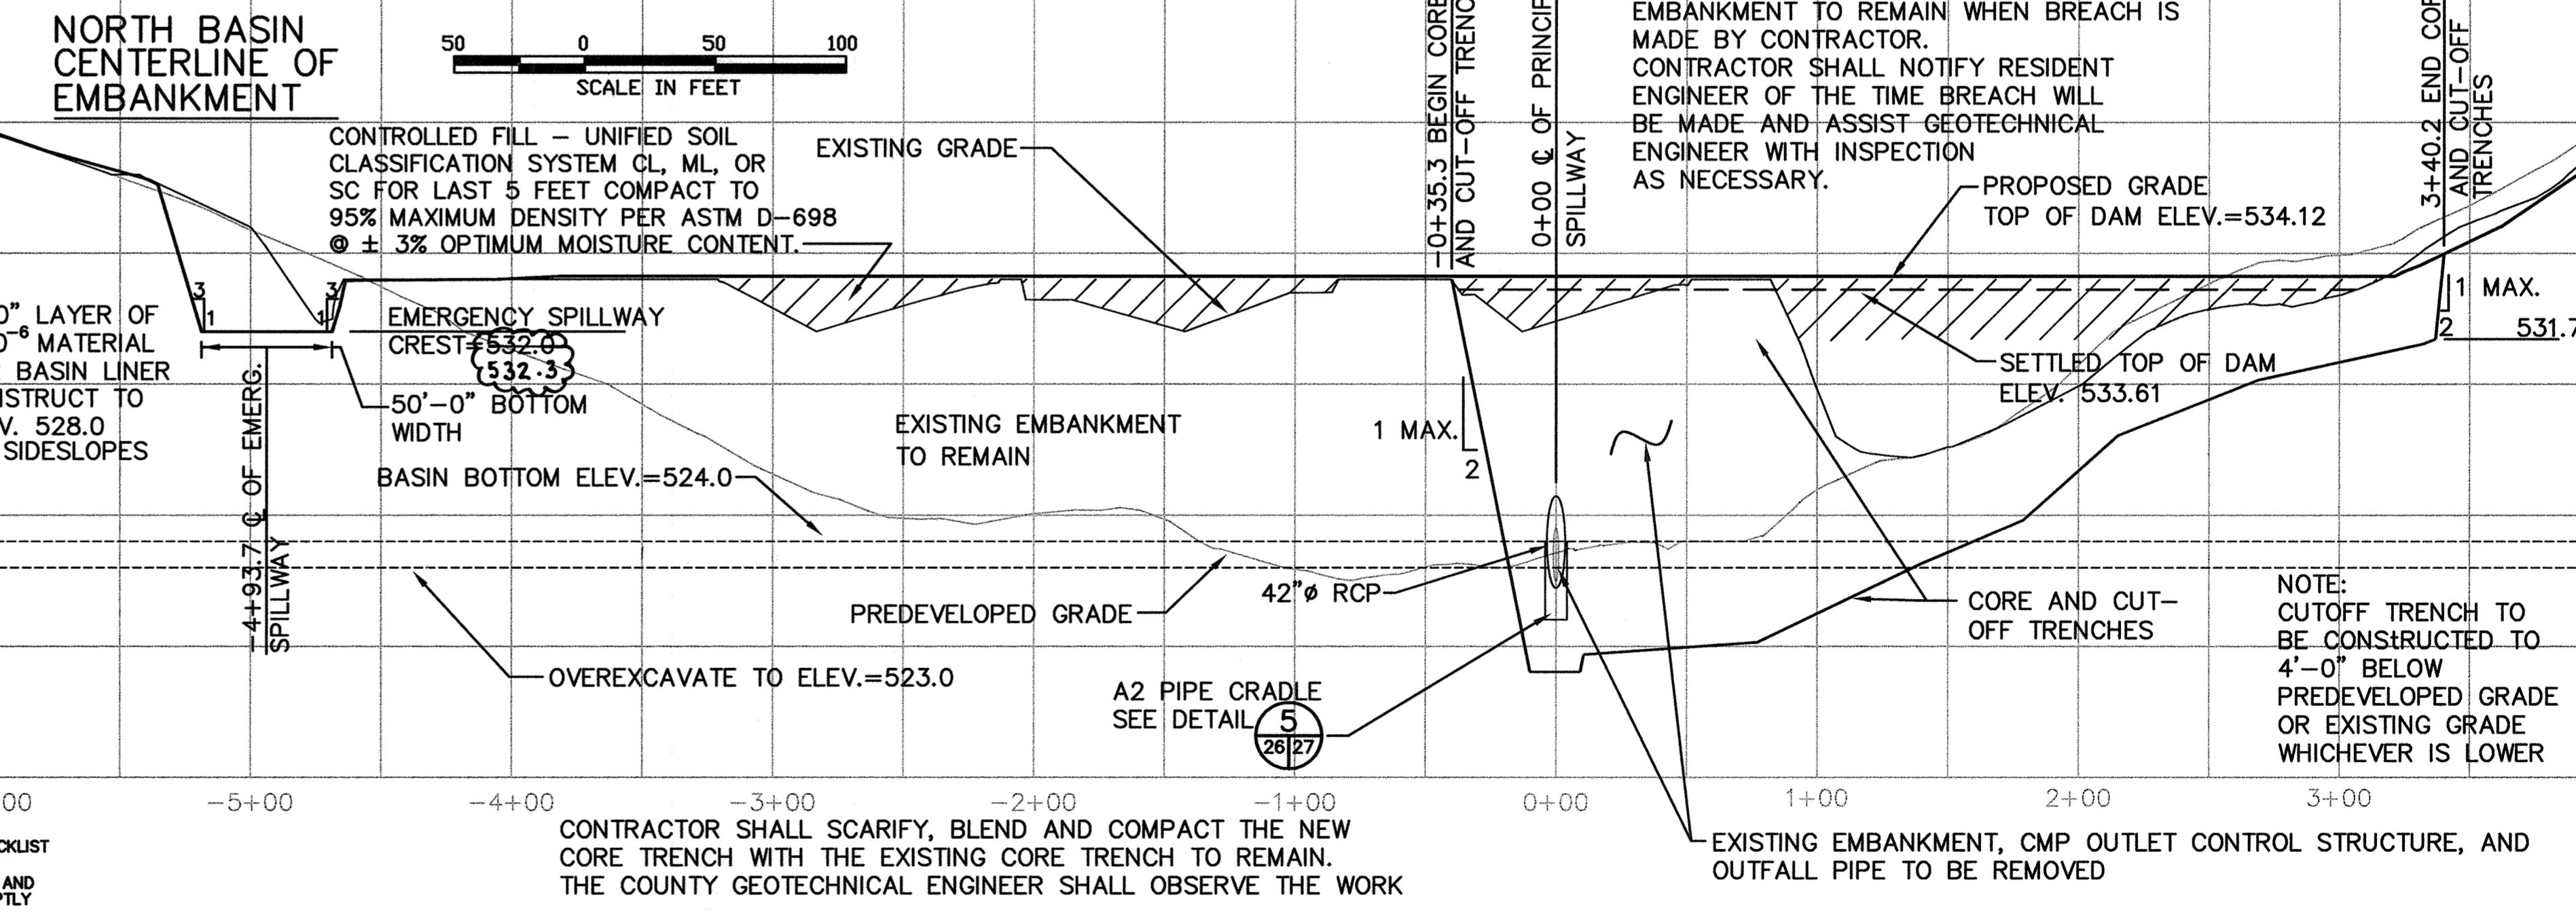 NORTH BASIN
CENTERLINE OF
EMBANKMENT
50 0 50 100
SCALE IN FEET
CONTROLLED FILL – UNIFIED SOIL
CLASSIFICATION SYSTEM CL, ML, OR
SC FOR LAST 5 FEET COMPACT TO
95% MAXIMUM DENSITY PER ASTM D–698
@ ± 3% OPTIMUM MOISTURE CONTENT.
EXISTING GRADE
–0+35.3 BEGIN CORE
AND CUT–OFF TRENC
0+00 ℄ OF PRINCIP
SPILLWAY
EMBANKMENT TO REMAIN WHEN BREACH IS
MADE BY CONTRACTOR.
CONTRACTOR SHALL NOTIFY RESIDENT
ENGINEER OF THE TIME BREACH WILL
BE MADE AND ASSIST GEOTECHNICAL
ENGINEER WITH INSPECTION
AS NECESSARY.
PROPOSED GRADE
TOP OF DAM ELEV.=534.12
3+40.2 END COR
AND CUT–OFF
TRENCHES
1 MAX.
2
531.7
SETTLED TOP OF DAM
ELEV. 533.61
3
1
3
1
0" LAYER OF
0⁻⁶ MATERIAL
BASIN LINER
NSTRUCT TO
V. 528.0
SIDESLOPES
EMERGENCY SPILLWAY
CREST=532.0
532.3
50'–0" BOTTOM
WIDTH
–4+93.7 ℄ OF EMERG.
SPILLWAY
BASIN BOTTOM ELEV.=524.0
EXISTING EMBANKMENT
TO REMAIN
1 MAX.
2
42"ø RCP
PREDEVELOPED GRADE
OVEREXCAVATE TO ELEV.=523.0
A2 PIPE CRADLE
SEE DETAIL
5
26 27
CORE AND CUT–
OFF TRENCHES
NOTE:
CUTOFF TRENCH TO
BE CONStRUCTED TO
4'–0" BELOW
PREDEVELOPED GRADE
OR EXISTING GRADE
WHICHEVER IS LOWER
00 –5+00 –4+00 –3+00 –2+00 –1+00 0+00 1+00 2+00 3+00
CKLIST
AND
PTLY
CONTRACTOR SHALL SCARIFY, BLEND AND COMPACT THE NEW
CORE TRENCH WITH THE EXISTING CORE TRENCH TO REMAIN.
THE COUNTY GEOTECHNICAL ENGINEER SHALL OBSERVE THE WORK
EXISTING EMBANKMENT, CMP OUTLET CONTROL STRUCTURE, AND
OUTFALL PIPE TO BE REMOVED